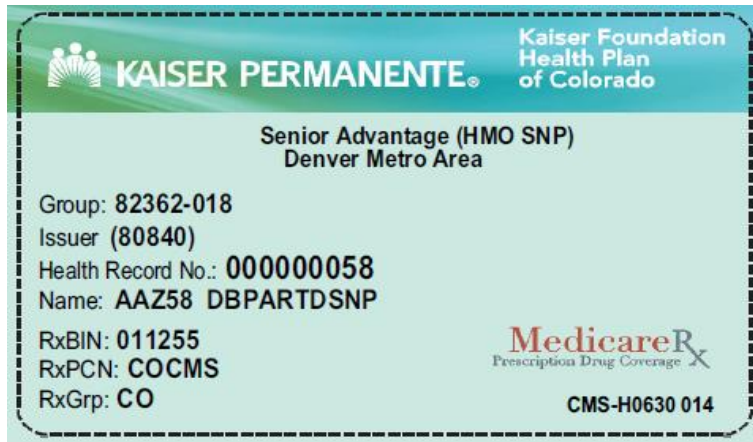 KAISER PERMANENTE®
Kaiser Foundation
Health Plan
of Colorado
Senior Advantage (HMO SNP)
Denver Metro Area
Group: 82362-018
Issuer (80840)
Health Record No.: 000000058
Name: AAZ58 DBPARTDSNP
RxBIN: 011255
RxPCN: COCMS
RxGrp: CO
MedicareRx
Prescription Drug Coverage
CMS-H0630 014